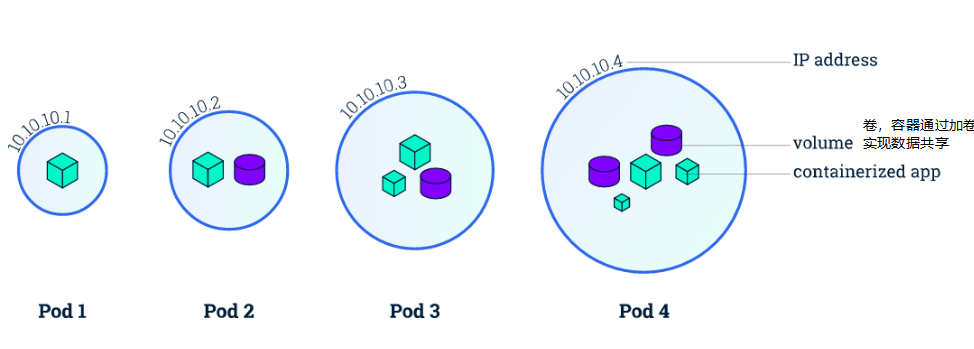 10.10.10.1
10.10.10.2
10.10.10.3
10.10.10.4
IP address
volume
卷，容器通过加卷
实现数据共享
containerized app
Pod 1
Pod 2
Pod 3
Pod 4